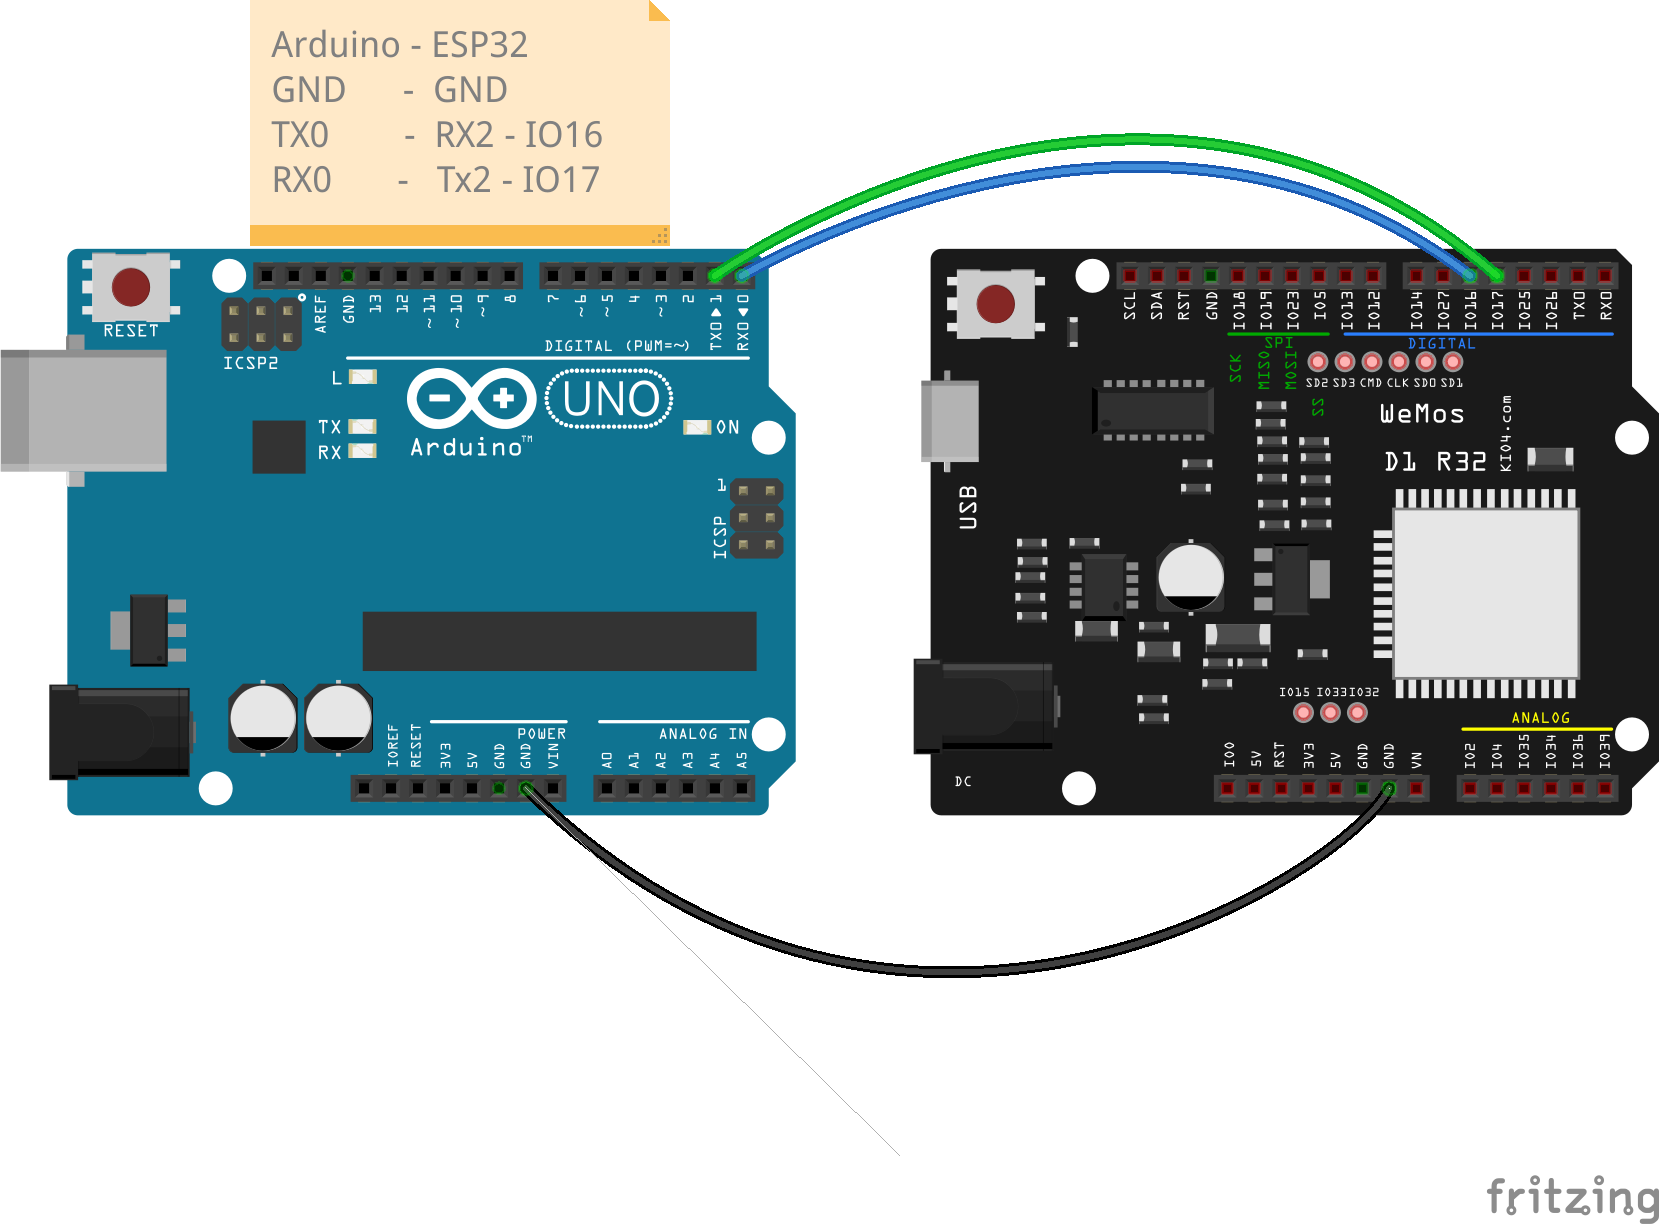 Arduino - ESP32
GND - GND
TX0 - RX2 - IO16
RX0 - Tx2 - IO17
RESET
ICSP2
AREF
GND
13
12
~11
~10
~9
8
7
~6
~5
4
~3
2
TX0▶1
RX0◀0
DIGITAL (PWM=~)
L
TX
RX
UNO
Arduino™
ON
1
ICSP
IOREF
RESET
3V3
5V
GND
GND
VIN
POWER
ANALOG IN
A0
A1
A2
A3
A4
A5
SCL
SDA
RST
GND
IO18
IO19
IO23
IO5
IO13
IO12
IO14
IO27
IO16
IO17
IO25
IO26
TX0
RX0
SPI
DIGITAL
SCK
MISO
MOSI
SS
SD2 SD3 CMD CLK SD0 SD1
WeMos
D1 R32
KIO4.com
USB
IO15 IO33 IO32
ANALOG
DC
IO0
5V
RST
3V3
5V
GND
GND
VN
IO2
IO4
IO35
IO34
IO36
IO39
fritzing